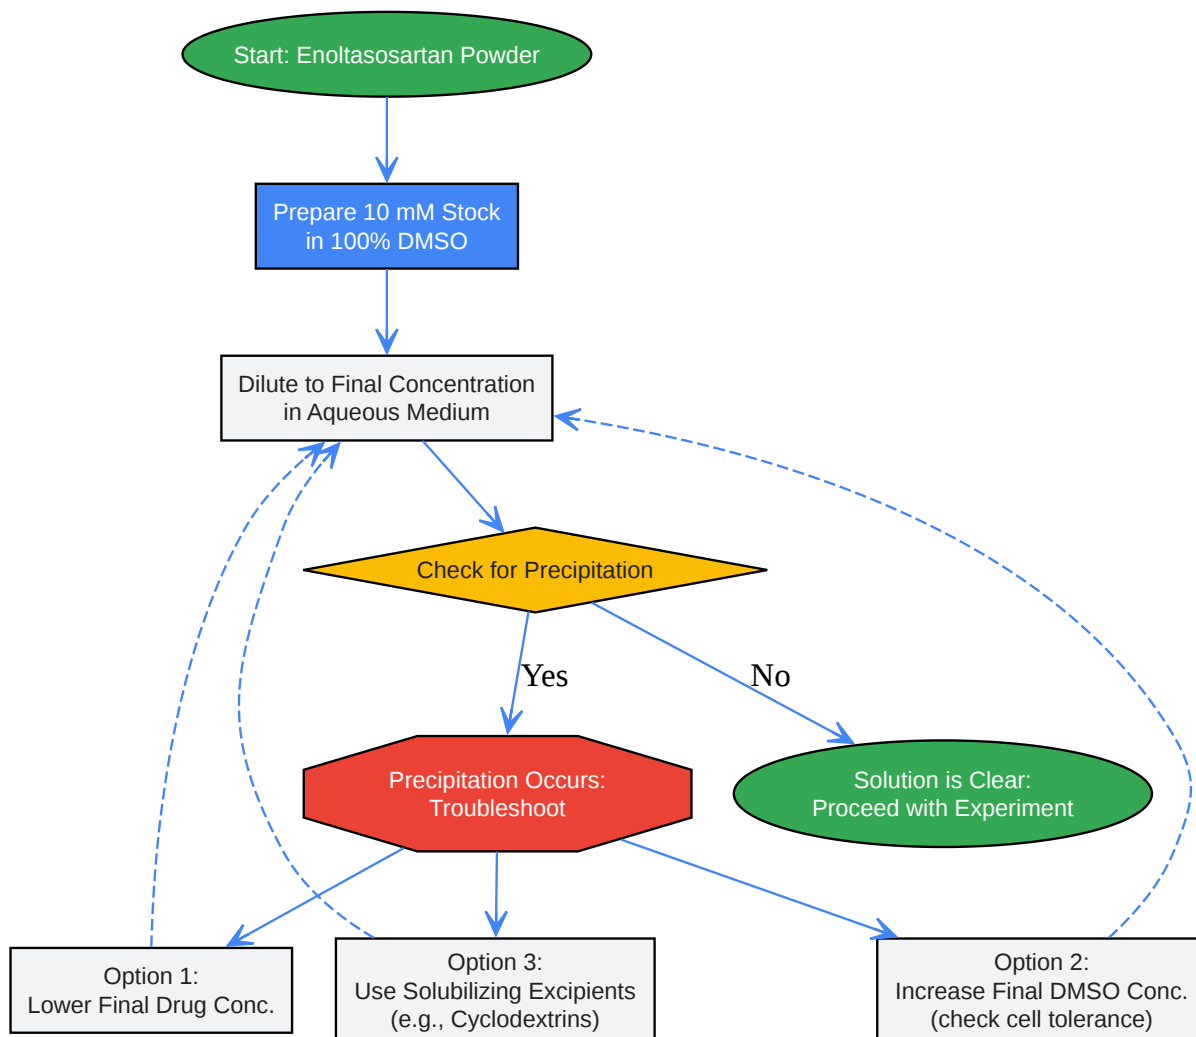 Start: Enoltasosartan Powder
Prepare 10 mM Stock
in 100% DMSO
Dilute to Final Concentration
in Aqueous Medium
Check for Precipitation
Yes
No
Precipitation Occurs:
Troubleshoot
Solution is Clear:
Proceed with Experiment
Option 1:
Lower Final Drug Conc.
Option 3:
Use Solubilizing Excipients
(e.g., Cyclodextrins)
Option 2:
Increase Final DMSO Conc.
(check cell tolerance)